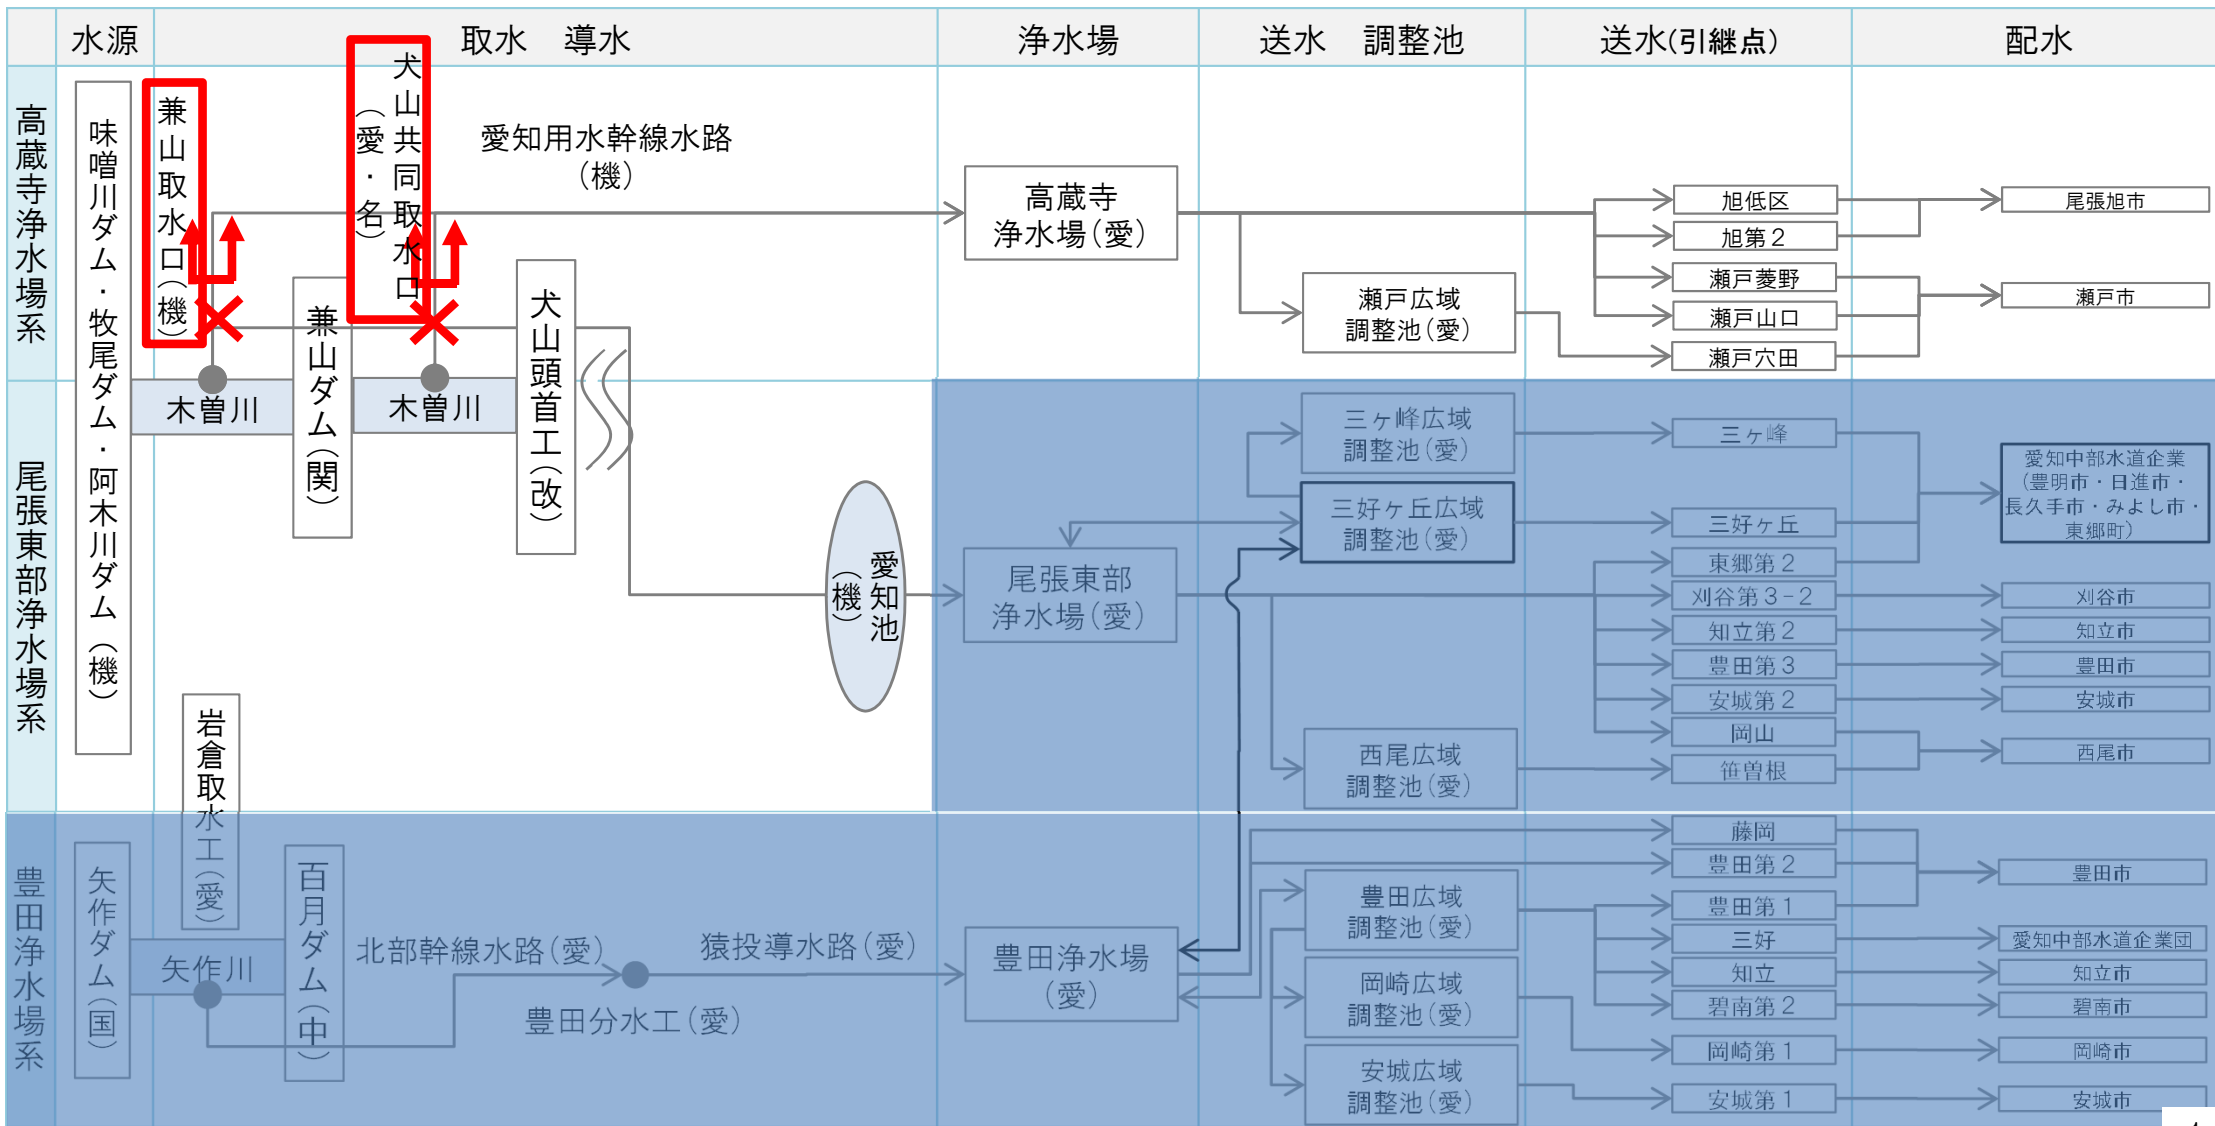 水源
取水　導水
浄水場
送水　調整池
送水(引継点)
配水
高蔵寺浄水場系
尾張東部浄水場系
豊田浄水場系
味噌川ダム・牧尾ダム・阿木川ダム（機）
兼山取水口（機）
犬山共同取水口
（愛・名）
愛知用水幹線水路
（機）
兼山ダム（関）
犬山頭首工（改）
木曽川
木曽川
愛知池
（機）
高蔵寺
浄水場（愛）
瀬戸広域
調整池（愛）
旭低区
旭第２
瀬戸菱野
瀬戸山口
瀬戸穴田
尾張旭市
瀬戸市
尾張東部
浄水場（愛）
三ヶ峰広域
調整池（愛）
三好ヶ丘広域
調整池（愛）
西尾広域
調整池（愛）
三ヶ峰
三好ヶ丘
東郷第２
刈谷第３−２
知立第２
豊田第３
安城第２
岡山
笹曽根
愛知中部水道企業
（豊明市・日進市・
長久手市・みよし市・
東郷町）
刈谷市
知立市
豊田市
安城市
西尾市
矢作ダム（国）
岩倉取水工（愛）
矢作川
百月ダム（中）
北部幹線水路（愛）
豊田分水工（愛）
猿投導水路（愛）
豊田浄水場
（愛）
豊田広域
調整池（愛）
岡崎広域
調整池（愛）
安城広域
調整池（愛）
藤岡
豊田第２
豊田第１
三好
知立
碧南第２
岡崎第１
安城第１
豊田市
愛知中部水道企業団
知立市
碧南市
岡崎市
安城市